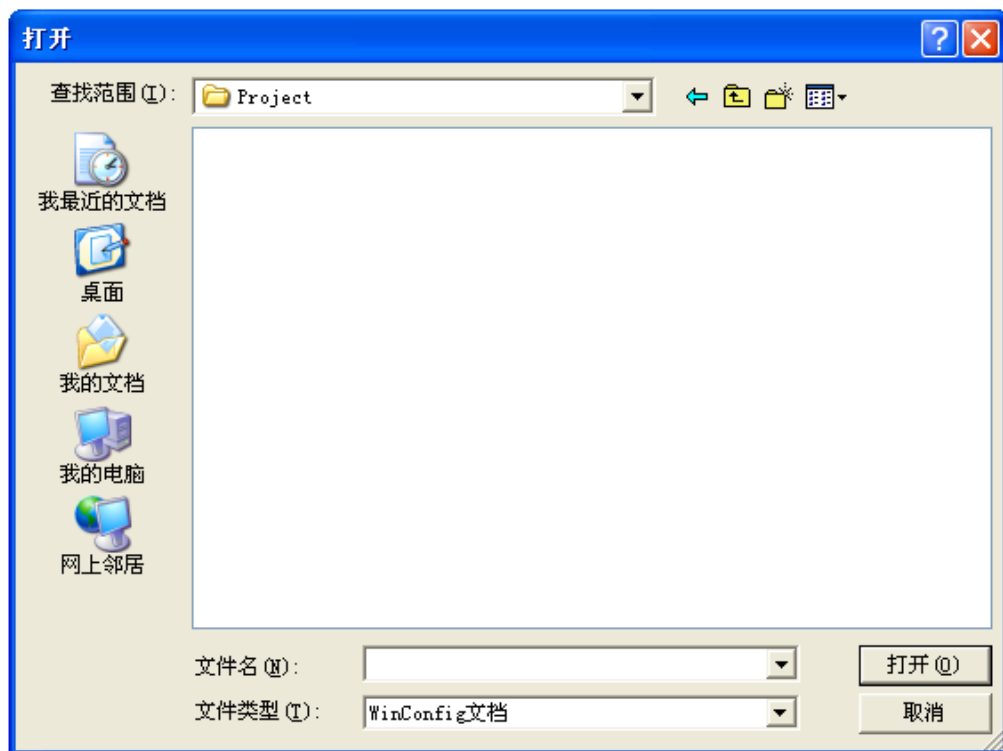 打开
查找范围(I):
Project
我最近的文档
桌面
我的文档
我的电脑
网上邻居
文件名(N):
打开(O)
文件类型(T):
WinConfig文档
取消